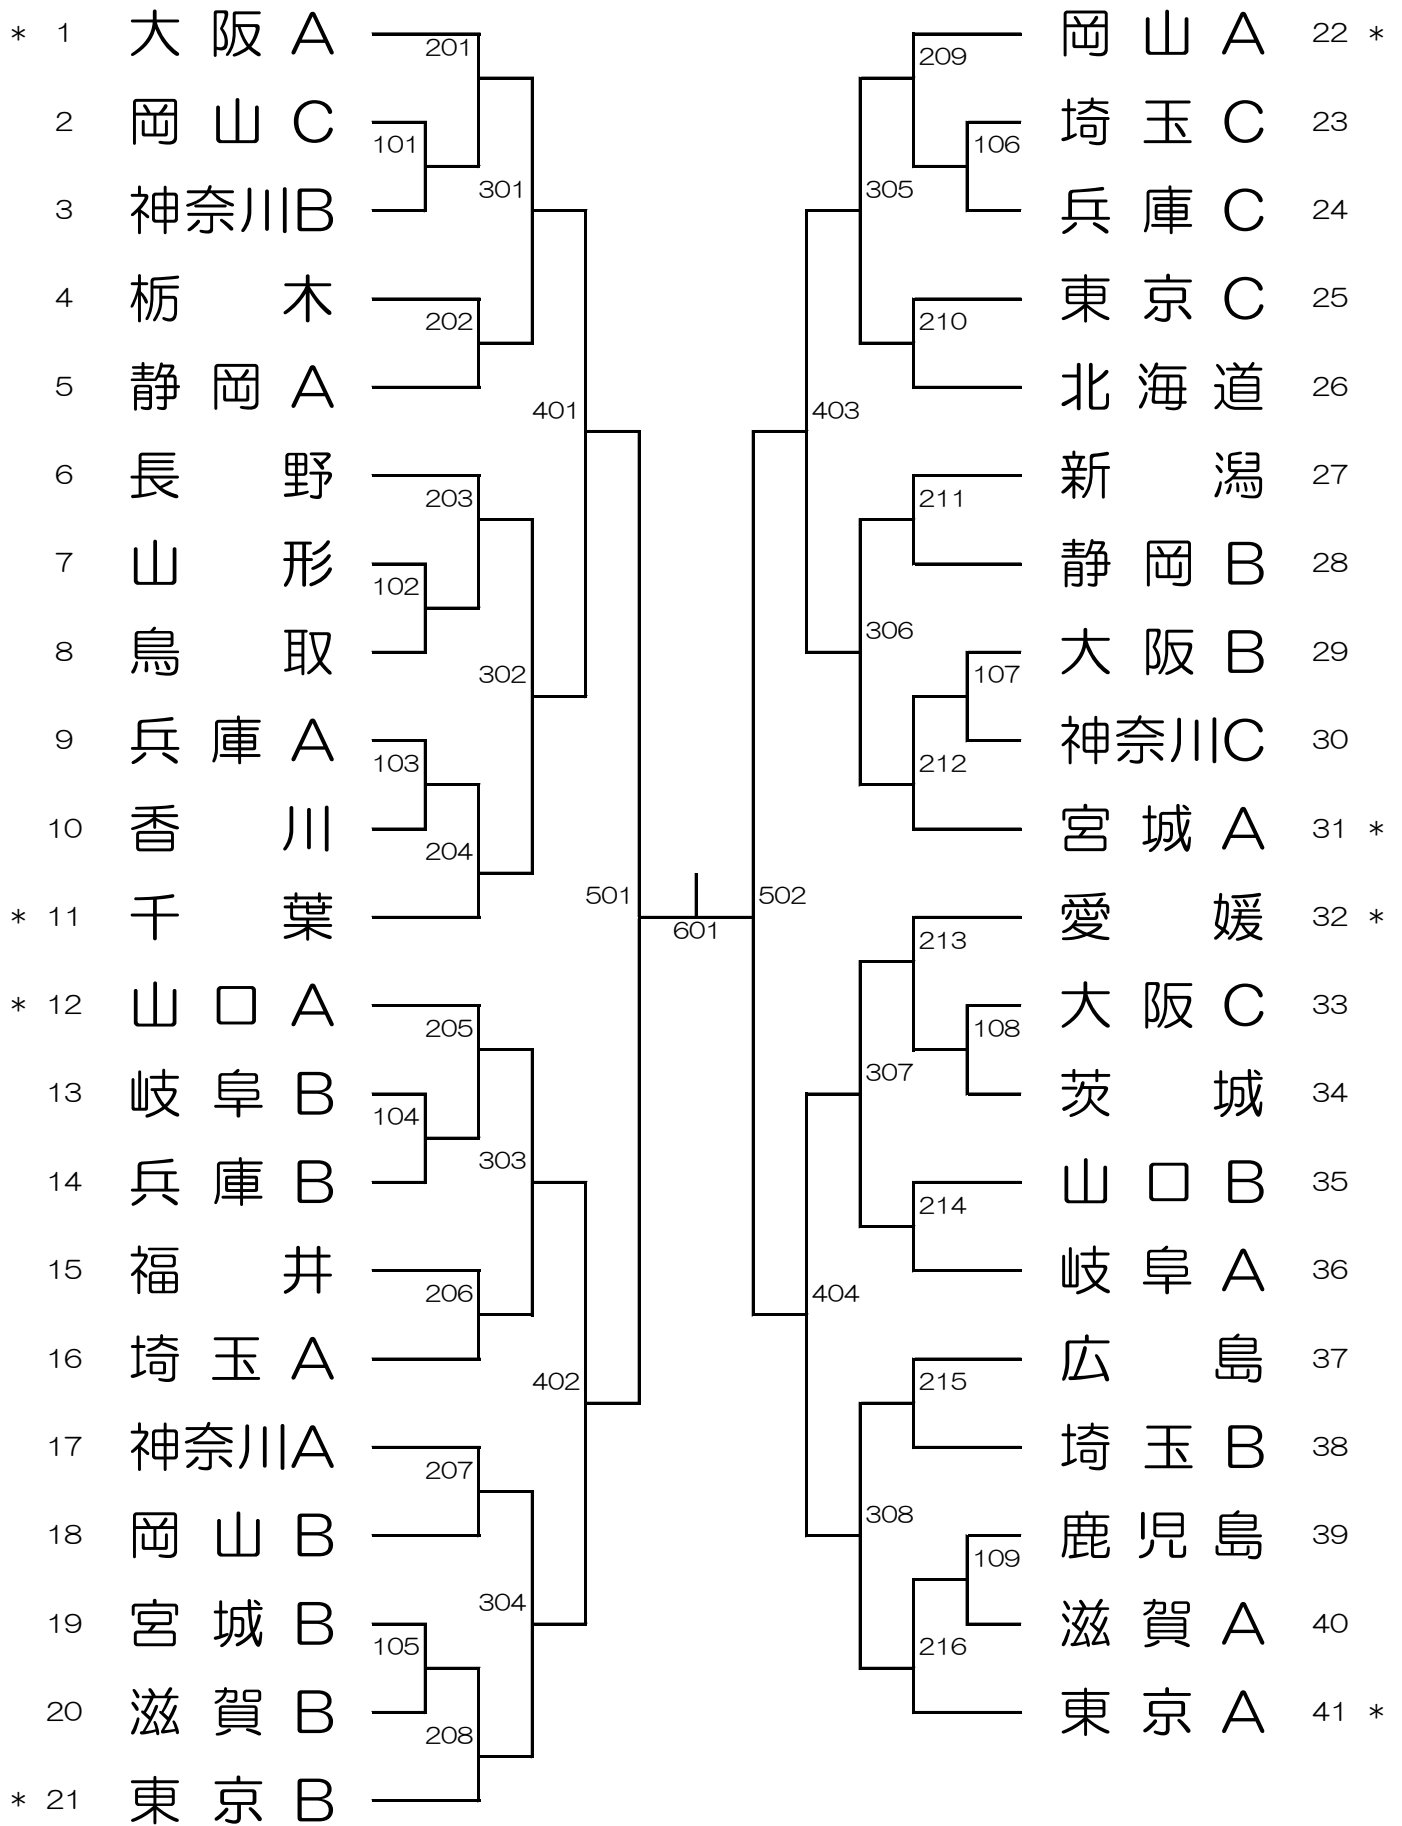 * 1 大阪A 201 209 岡山A 22 *
2 岡山C 101 106 埼玉C 23
3 神奈川B 301 305 兵庫C 24
4 栃木 202 210 東京C 25
5 静岡A 401 403 北海道 26
6 長野 203 211 新潟 27
7 山形 102 静岡B 28
8 鳥取 302 306 107 大阪B 29
9 兵庫A 103 212 神奈川C 30
10 香川 204 宮城A 31 *
* 11 千葉 501 601 502 213 愛媛 32 *
* 12 山口A 205 108 大阪C 33
13 岐阜B 104 307 茨城 34
14 兵庫B 303 214 山口B 35
15 福井 206 404 岐阜A 36
16 埼玉A 402 215 広島 37
17 神奈川A 207 埼玉B 38
18 岡山B 304 308 109 鹿児島 39
19 宮城B 105 216 滋賀A 40
20 滋賀B 208 東京A 41 *
* 21 東京B